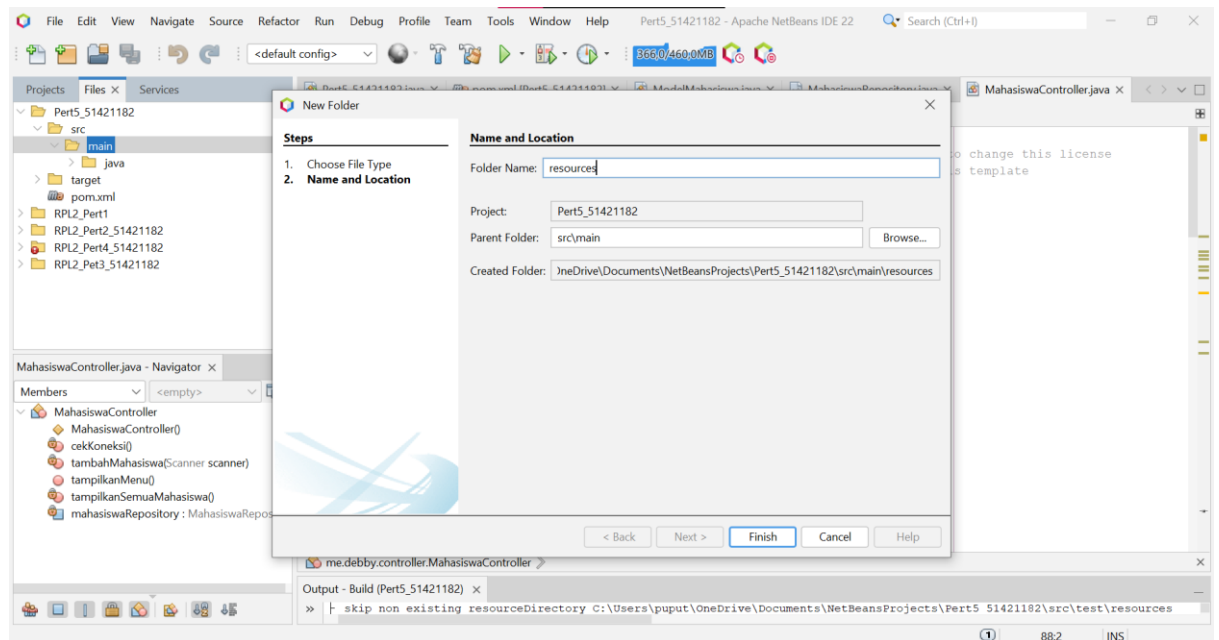 File Edit View Navigate Source Refactor Run Debug Profile Team Tools Window Help Pert5_51421182 - Apache NetBeans IDE 22 Search (Ctrl+I)
<default config> 366,0/460,0MB
Projects Files Services
MahasiswaController.java
Pert5_51421182
src
main
java
target
pom.xml
RPL2_Pert1
RPL2_Pert2_51421182
RPL2_Pert4_51421182
RPL2_Pet3_51421182
New Folder
Steps
1. Choose File Type
2. Name and Location
Name and Location
Folder Name: resources
Project: Pert5_51421182
Parent Folder: src\main Browse...
Created Folder: OneDrive\Documents\NetBeansProjects\Pert5_51421182\src\main\resources
< Back Next > Finish Cancel Help
o change this license
s template
MahasiswaController.java - Navigator
Members <empty>
MahasiswaController
MahasiswaController()
cekKoneksi()
tambahMahasiswa(Scanner scanner)
tampilkanMenu()
tampilkanSemuaMahasiswa()
mahasiswaRepository : MahasiswaRepos
me.debby.controller.MahasiswaController
Output - Build (Pert5_51421182)
skip non existing resourceDirectory C:\Users\puput\OneDrive\Documents\NetBeansProjects\Pert5_51421182\src\test\resources
1 88:2 INS